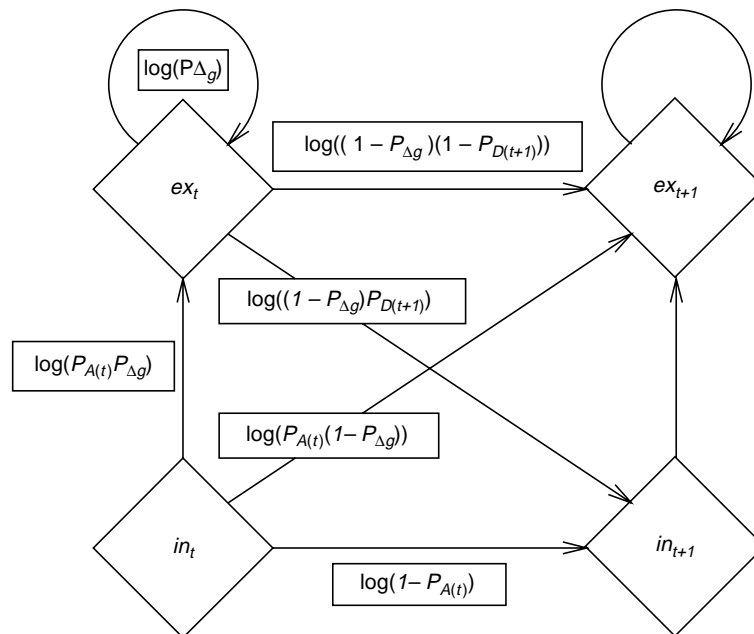 log(PΔg)
log(( 1 – PΔg )(1 – PD(t+1)))
ext
ext+1
log((1 – PΔg)PD(t+1))
log(PA(t)PΔg)
log(PA(t)(1– PΔg))
int
int+1
log(1– PA(t))